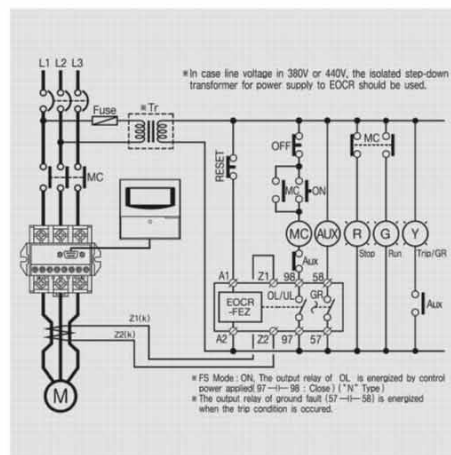 L1 L2 L3
※In case line voltage in 380V or 440V, the isolated step-down
transformer for power supply to EOCR should be used.
Fuse
※Tr
RESET
OFF
MC
MC
ON
MC
MC
AUX
R
G
Y
Stop
Run
Trip/GR
Aux
Aux
A1
Z1
98
58
EOCR
-FEZ
OL/UL
GR
A2
Z2
97
57
Z1(k)
Z2(k)
M
※FS Mode : ON, The output relay of OL is energized by control
power applied(97 ⊣⊢ 98 : Close) ("N" Type)
※The output relay of ground fault (57 ⊣⊢ 58) is energized
when the trip condition is occured.